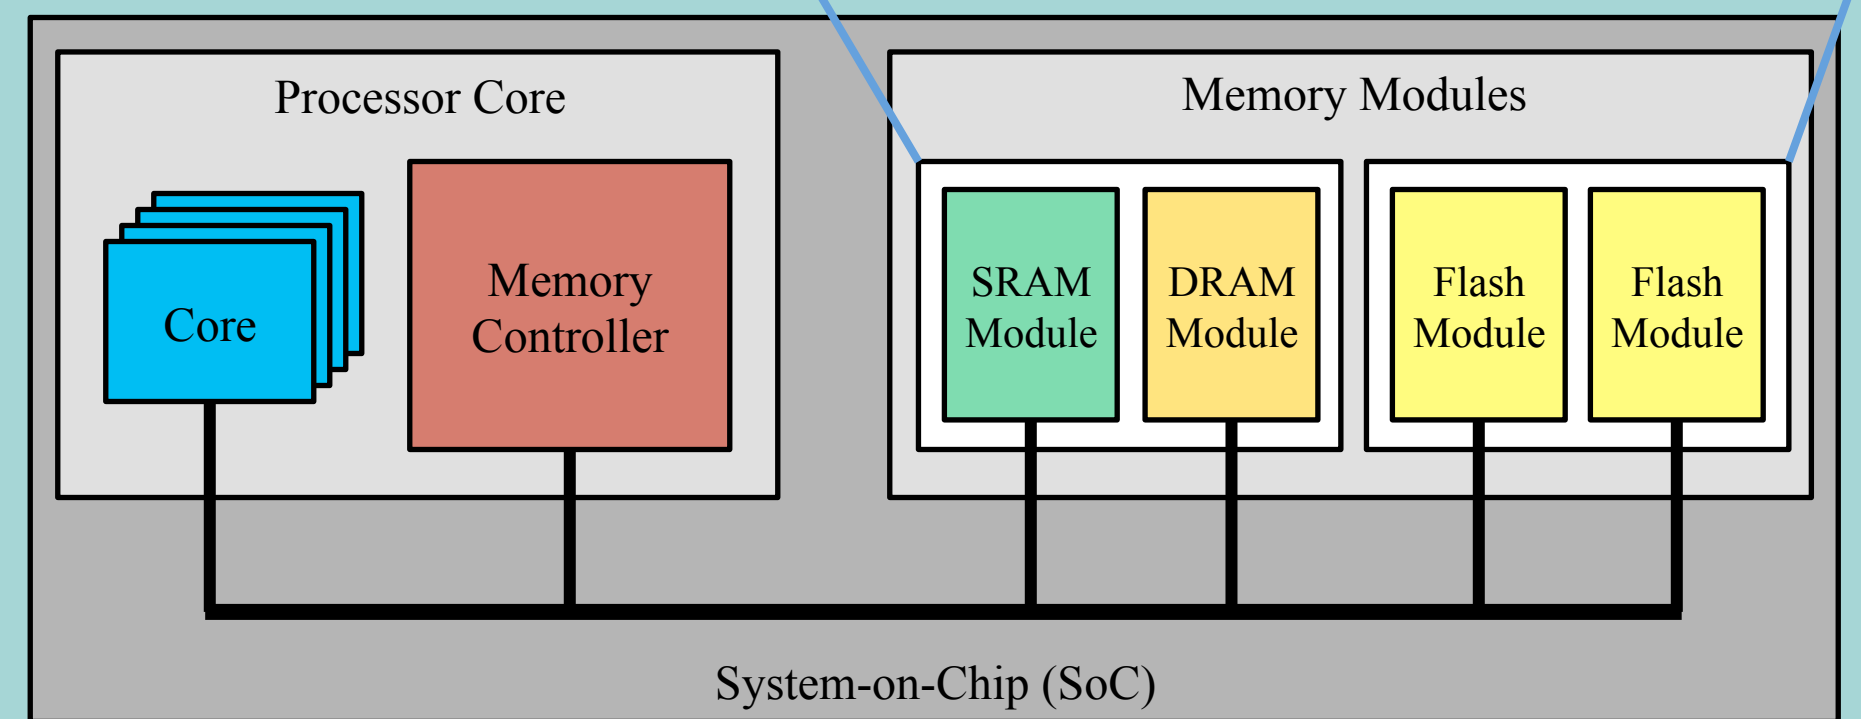 Processor Core
Memory Modules
Core
Memory
Controller
SRAM
Module
DRAM
Module
Flash
Module
Flash
Module
System-on-Chip (SoC)